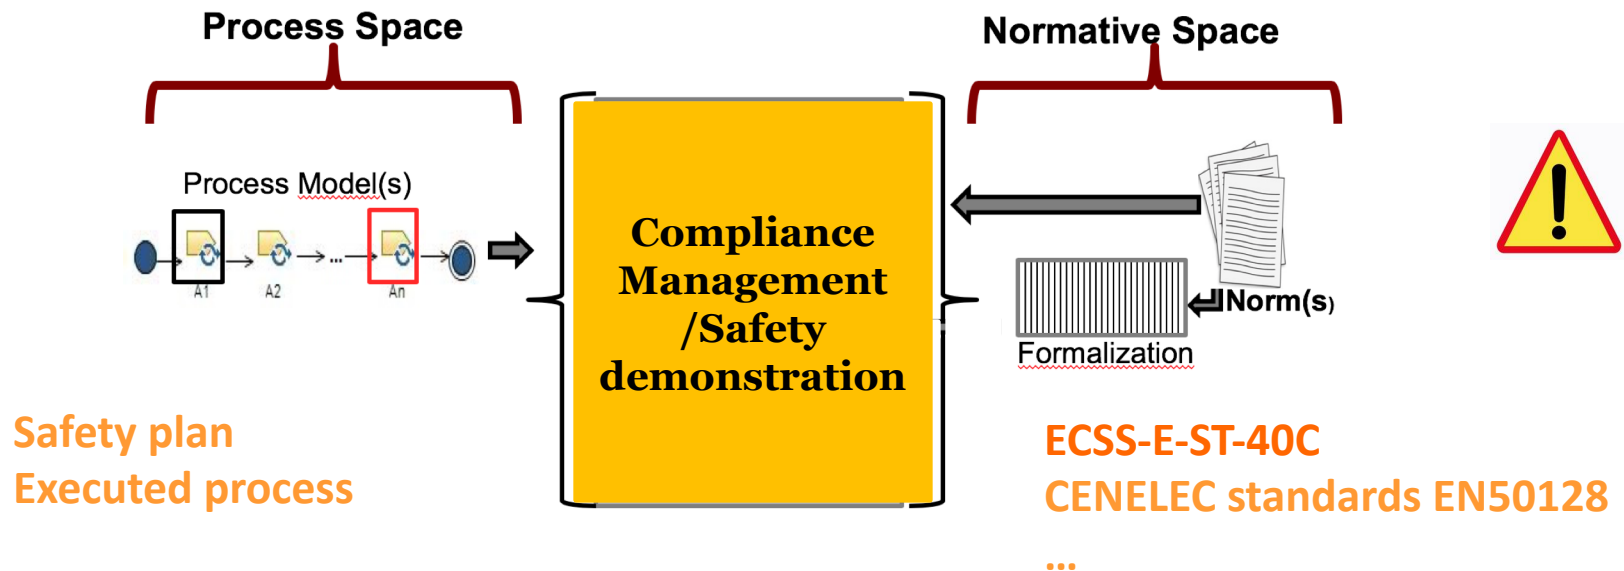 Process Space
Normative Space
Process Model(s)
A1
A2
...
An
Compliance
Management
/Safety
demonstration
Norm(s)
Formalization
Safety plan
Executed process
ECSS-E-ST-40C
CENELEC standards EN50128
...